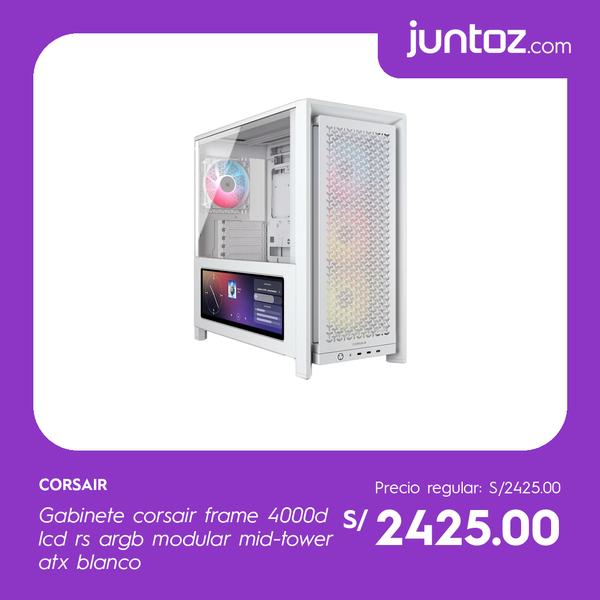 juntoz.com
CORSAIR
Precio regular: S/2425.00
Gabinete corsair frame 4000d
lcd rs argb modular mid-tower
atx blanco
S/ 2425.00